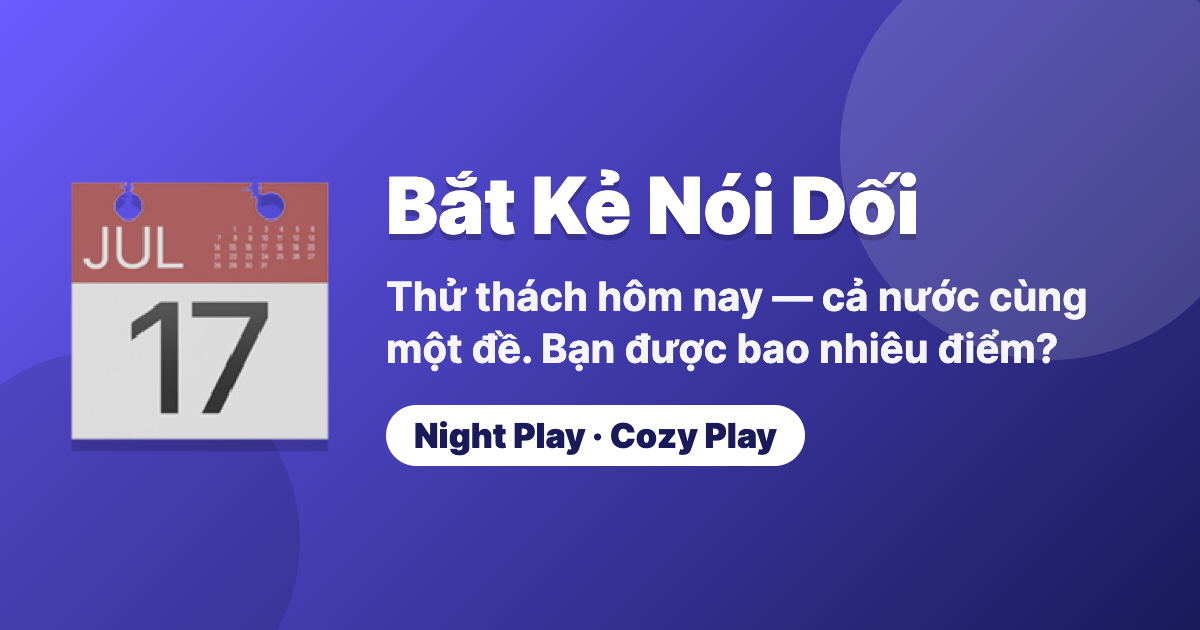 JUL
17
Bắt Kẻ Nói Dối
Thử thách hôm nay — cả nước cùng
một đề. Bạn được bao nhiêu điểm?
Night Play · Cozy Play